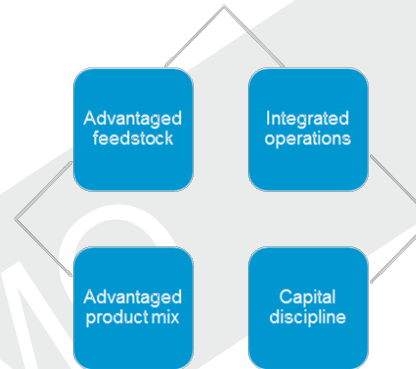 Advantaged
feedstock
Integrated
operations
Advantaged
product mix
Capital
discipline